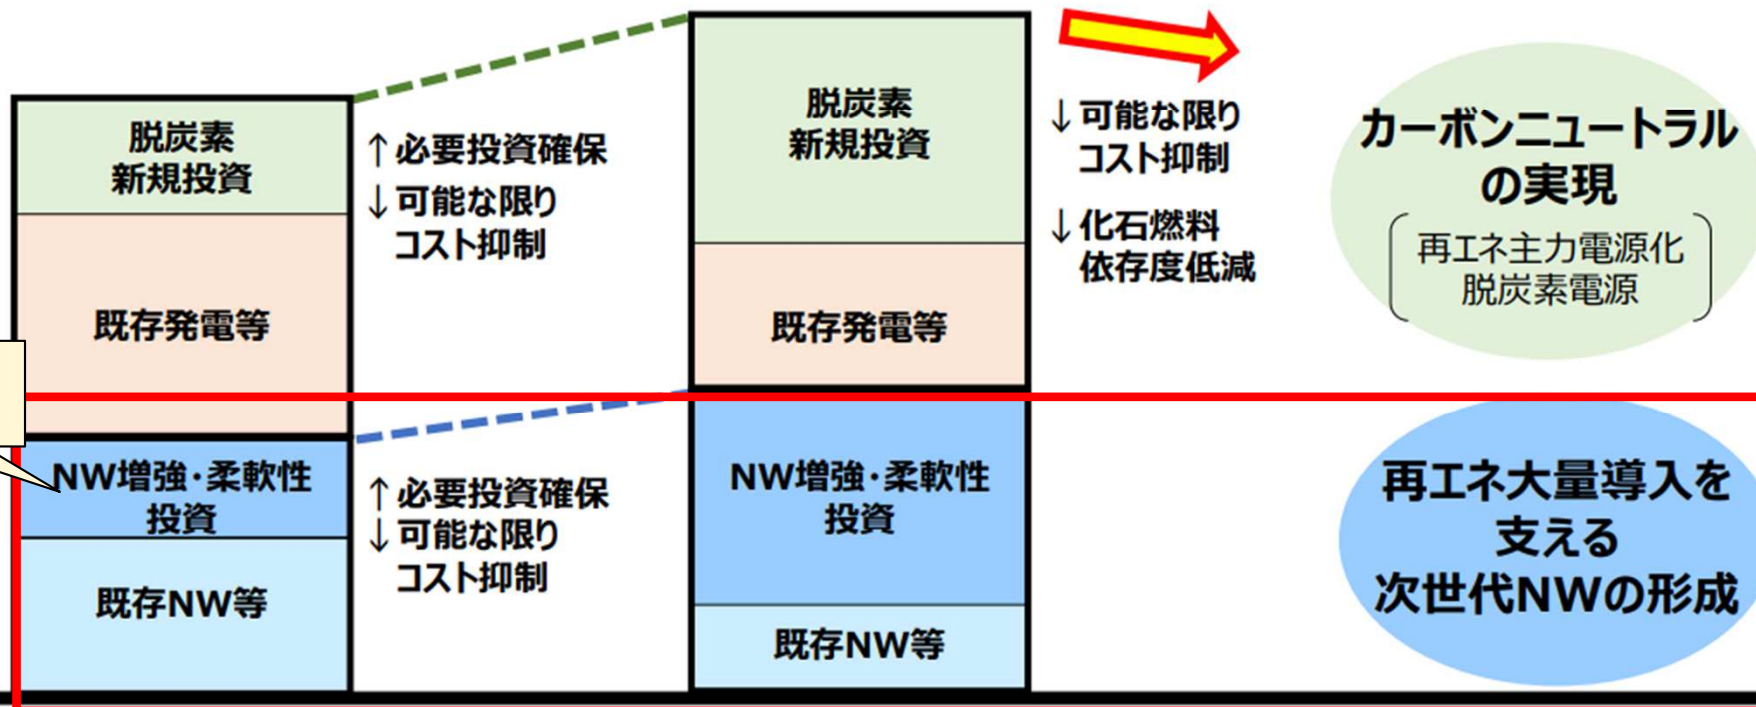 脱炭素
新規投資
既存発電等
NW増強・柔軟性
投資
既存NW等
↑必要投資確保
↓可能な限り
コスト抑制
↑必要投資確保
↓可能な限り
コスト抑制
脱炭素
新規投資
既存発電等
NW増強・柔軟性
投資
既存NW等
↓可能な限り
コスト抑制
↓化石燃料
依存度低減
カーボンニュートラル
の実現
再エネ主力電源化
脱炭素電源
再エネ大量導入を
支える
次世代NWの形成